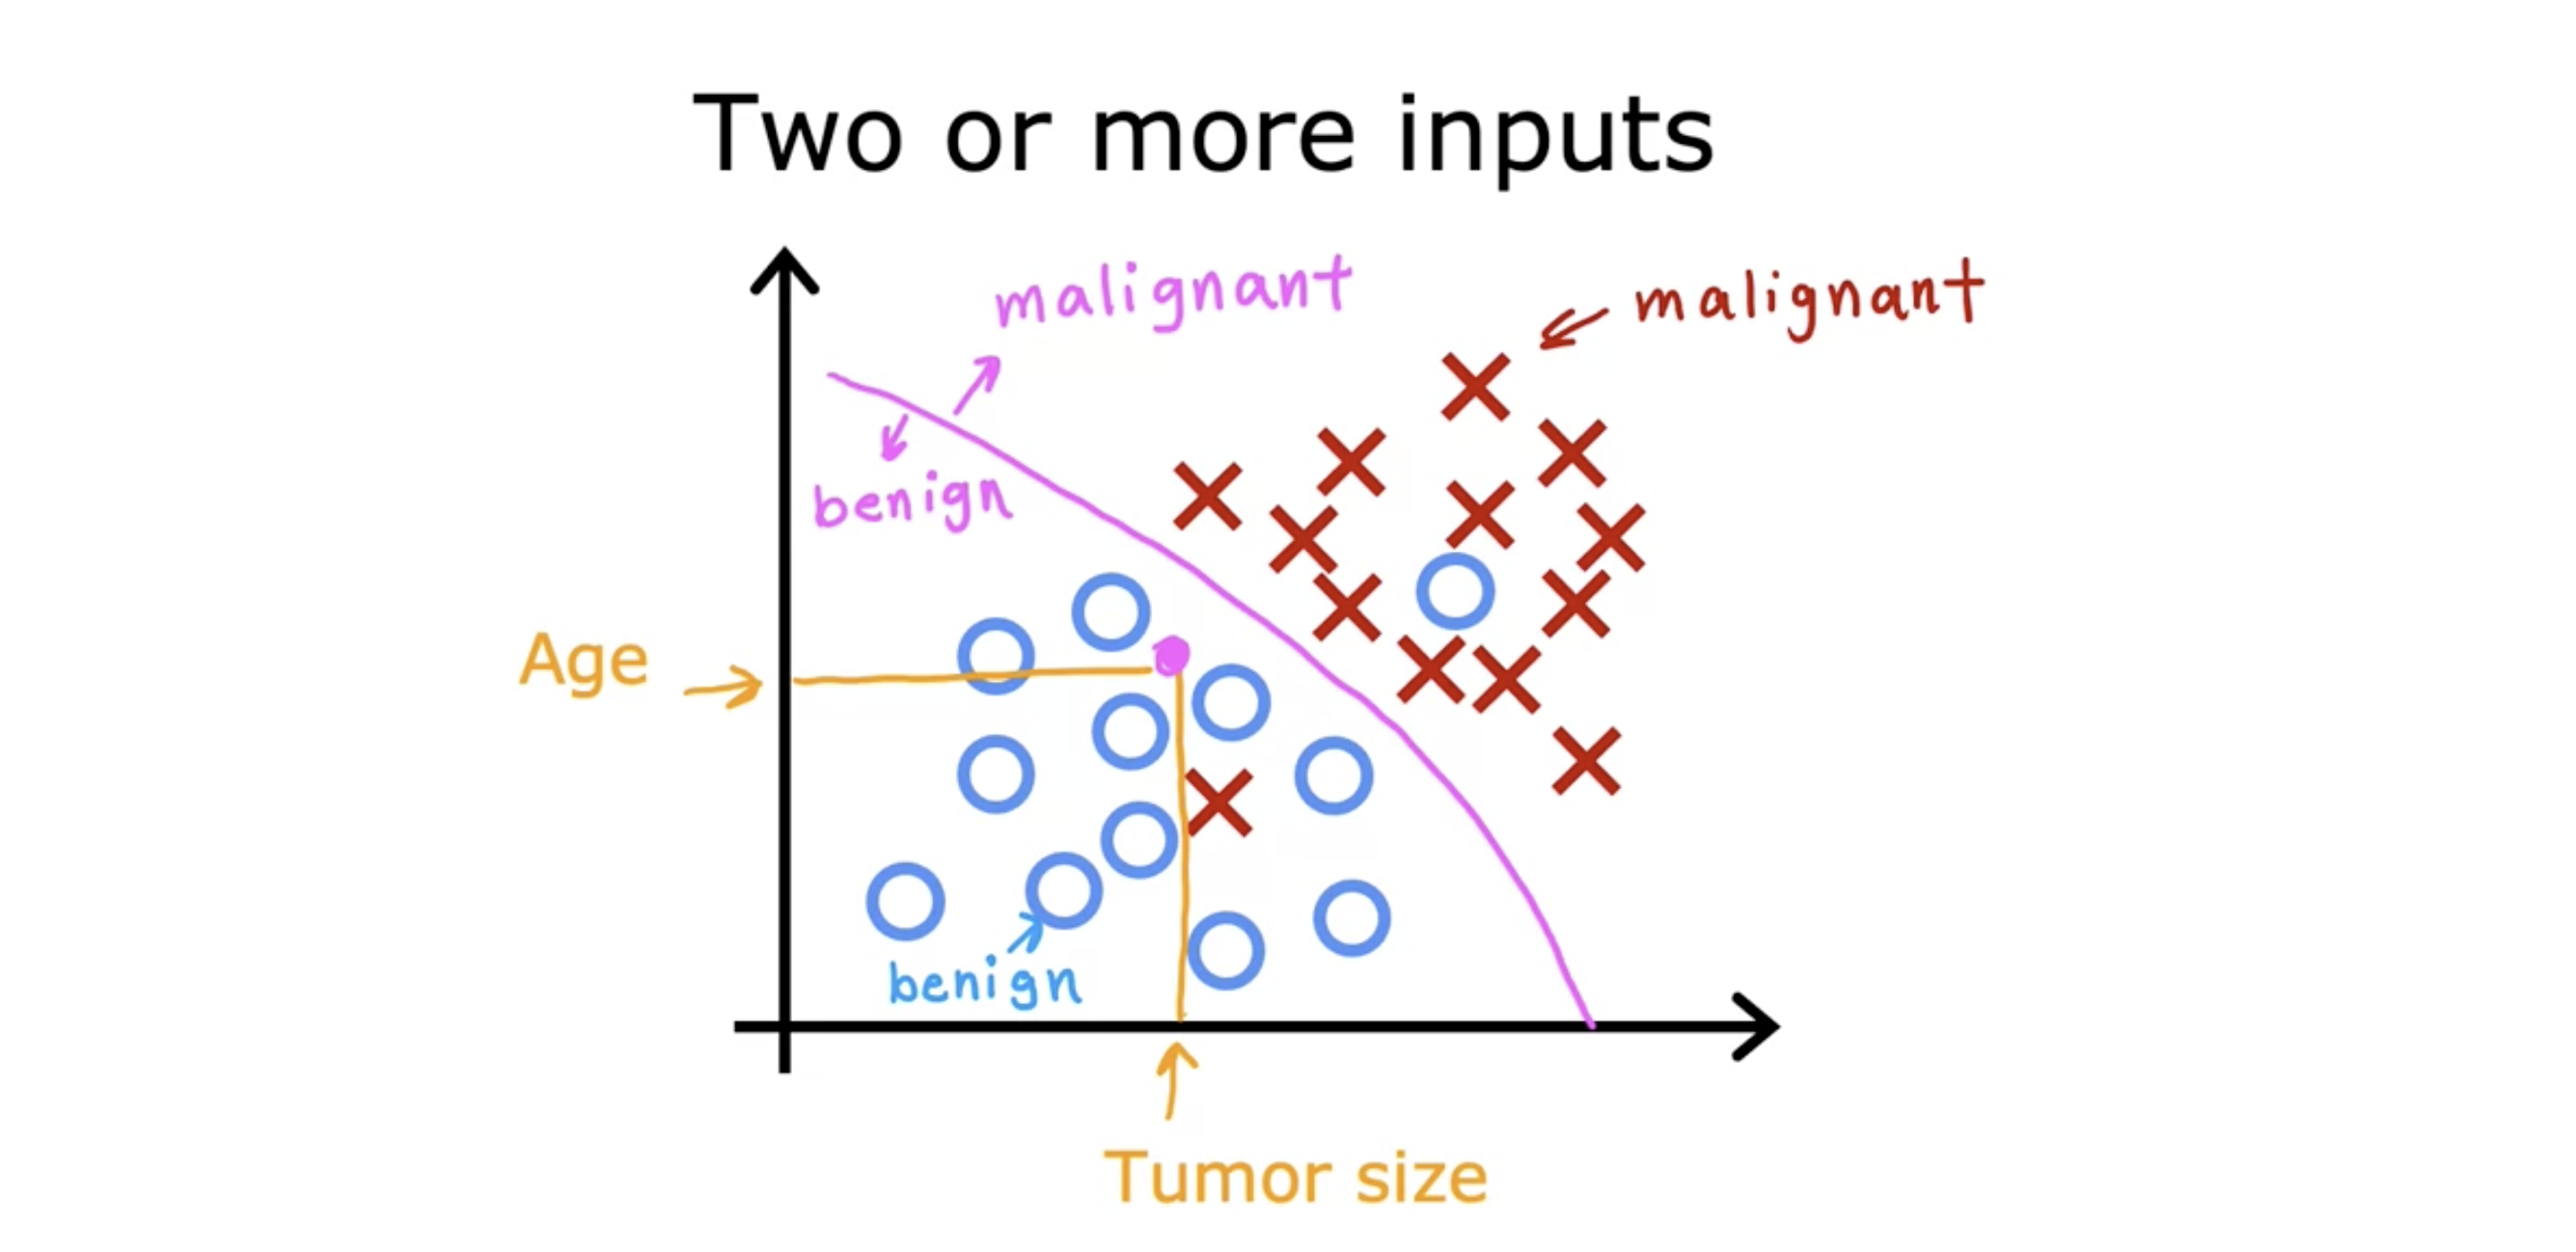 Two or more inputs
malignant
malignant
benign
Age
benign
Tumor size